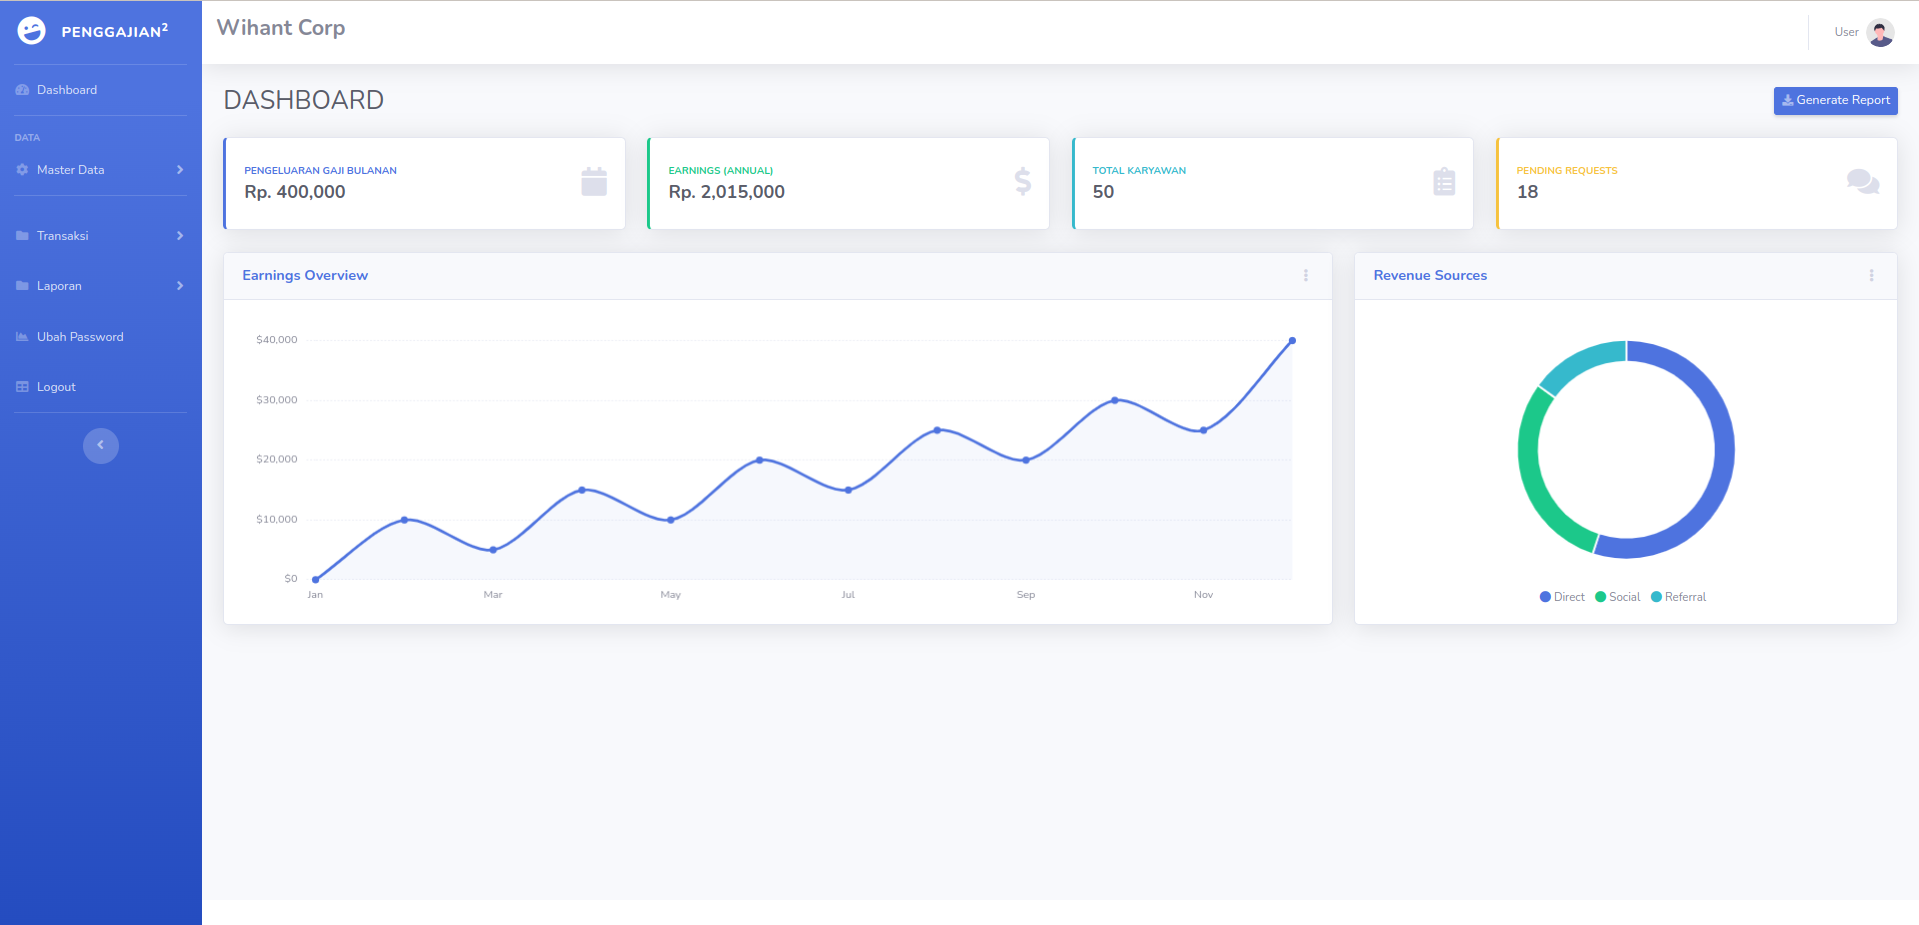 PENGGAJIAN2
Dashboard
DATA
Master Data
Transaksi
Laporan
Ubah Password
Logout
Wihant Corp
User
DASHBOARD
Generate Report
PENGELUARAN GAJI BULANAN
Rp. 400,000
EARNINGS (ANNUAL)
Rp. 2,015,000
TOTAL KARYAWAN
50
PENDING REQUESTS
18
Earnings Overview
$40,000
$30,000
$20,000
$10,000
$0
Jan Mar May Jul Sep Nov
Revenue Sources
Direct Social Referral